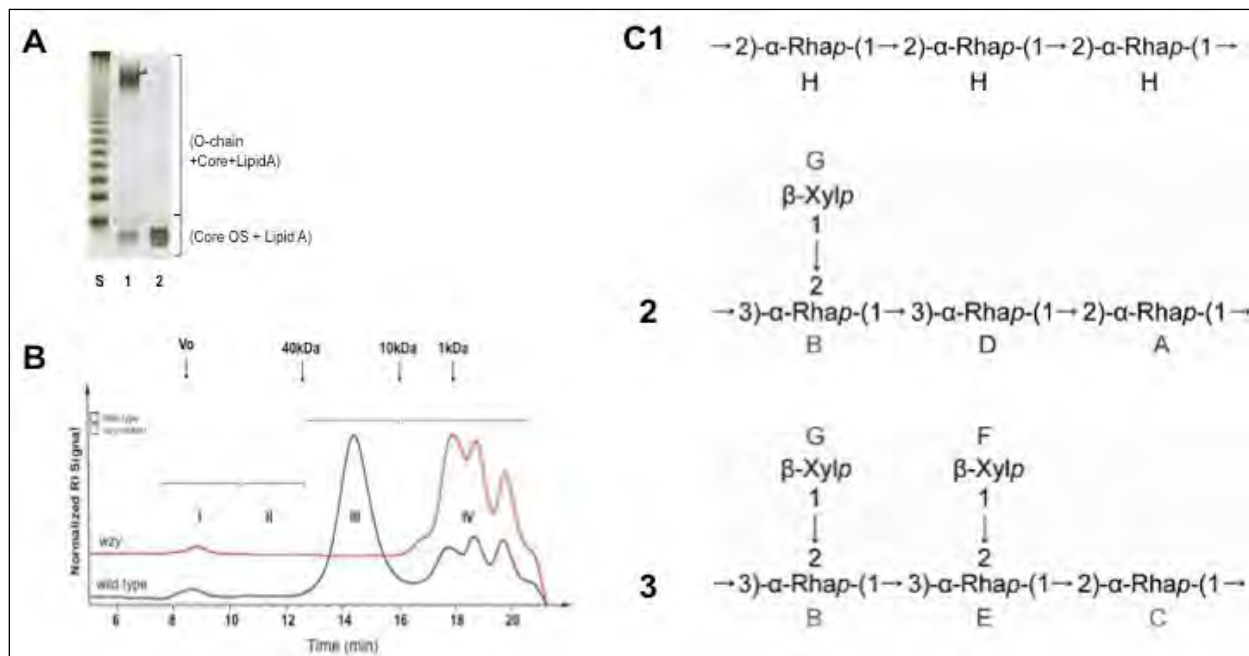 A
(O-chain
+Core+LipidA)
(Core OS + Lipid A)
S 1 2
B
Vo 40kDa 10kDa 1kDa
Normalized RI Signal
I II III IV
wzy
wild type
6 8 10 12 14 16 18 20
Time (min)
C1
→2)-α-Rhap-(1→2)-α-Rhap-(1→2)-α-Rhap-(1→
H H H
G
β-Xylp
1
↓
2
2 →3)-α-Rhap-(1→3)-α-Rhap-(1→2)-α-Rhap-(1→
B D A
G F
β-Xylp β-Xylp
1 1
↓ ↓
2 2
3 →3)-α-Rhap-(1→3)-α-Rhap-(1→2)-α-Rhap-(1→
B E C